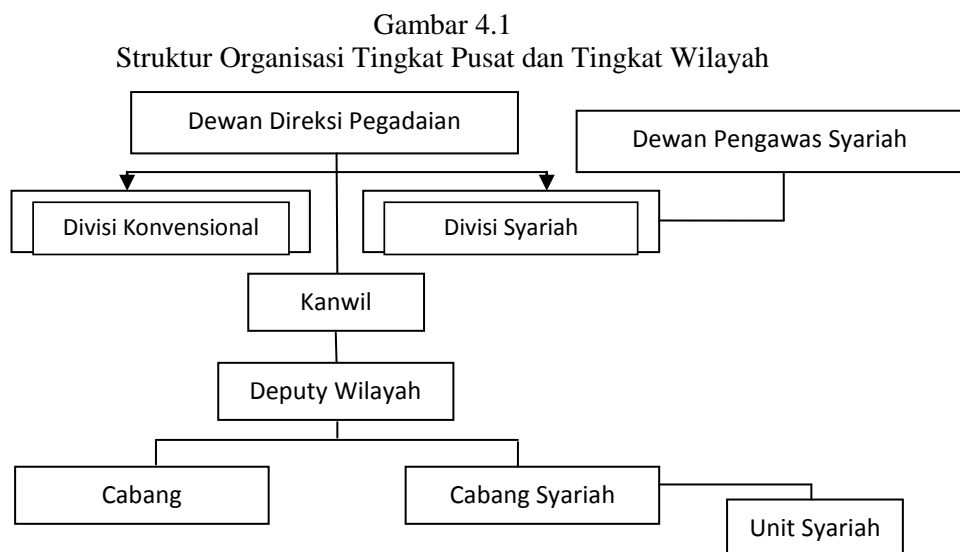 Gambar 4.1
Struktur Organisasi Tingkat Pusat dan Tingkat Wilayah
Dewan Direksi Pegadaian
Dewan Pengawas Syariah
Divisi Konvensional
Divisi Syariah
Kanwil
Deputy Wilayah
Cabang
Cabang Syariah
Unit Syariah